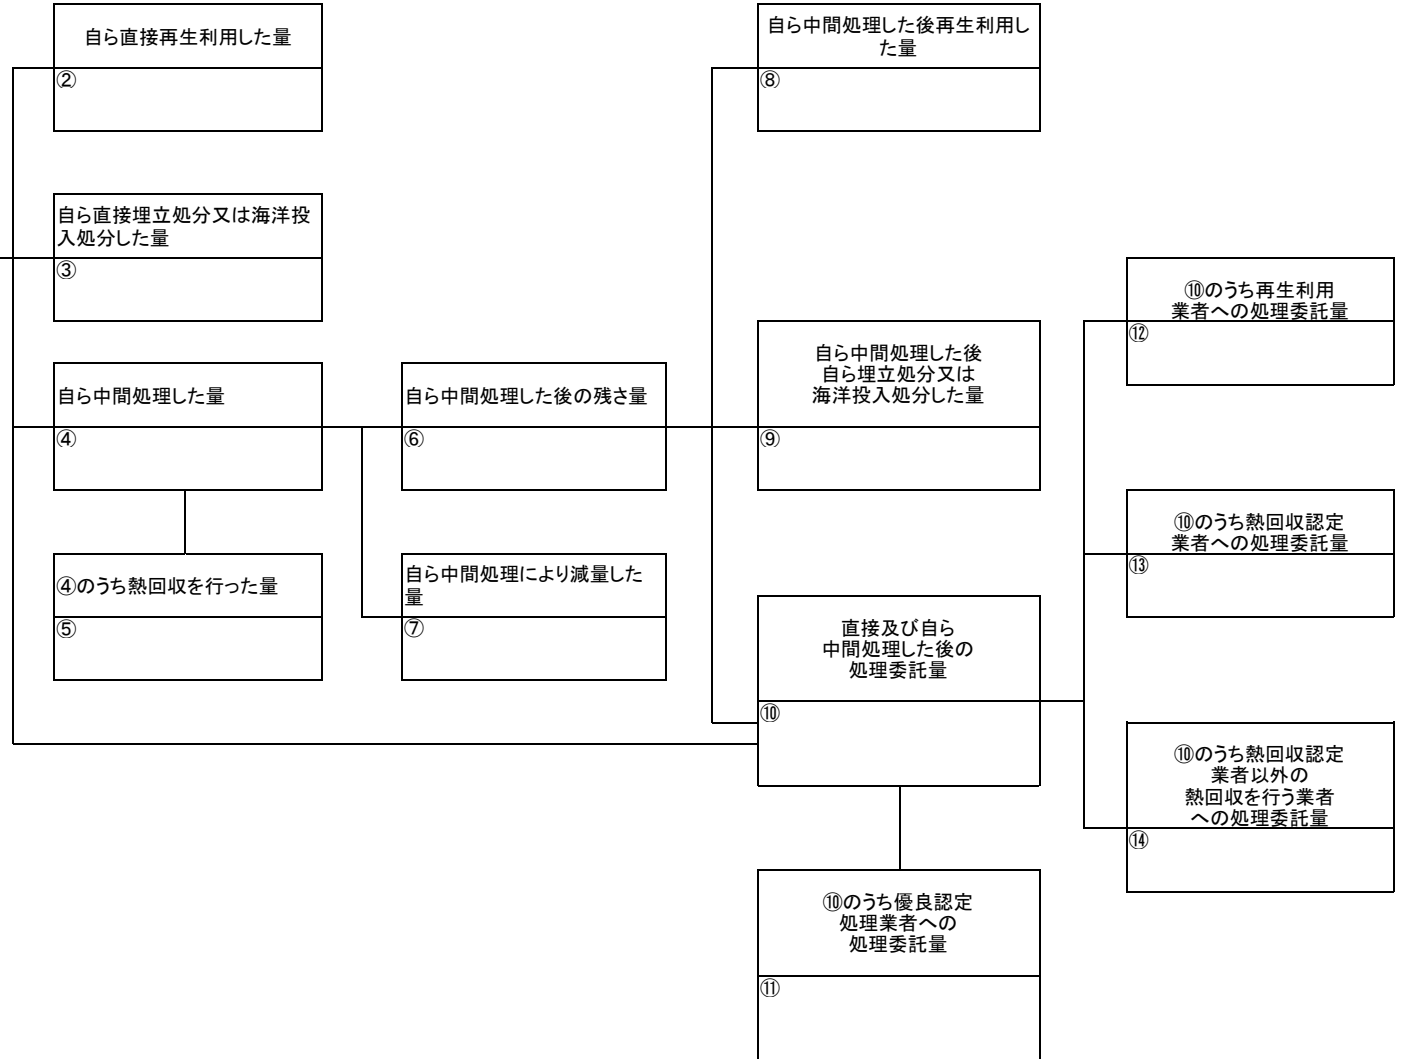 自ら直接再生利用した量
②
自ら直接埋立処分又は海洋投
入処分した量
③
自ら中間処理した量
④
④のうち熱回収を行った量
⑤
自ら中間処理した後の残さ量
⑥
自ら中間処理により減量した
量
⑦
自ら中間処理した後再生利用し
た量
⑧
自ら中間処理した後
自ら埋立処分又は
海洋投入処分した量
⑨
直接及び自ら
中間処理した後の
処理委託量
⑩
⑩のうち優良認定
処理業者への
処理委託量
⑪
⑩のうち再生利用
業者への処理委託量
⑫
⑩のうち熱回収認定
業者への処理委託量
⑬
⑩のうち熱回収認定
業者以外の
熱回収を行う業者
への処理委託量
⑭